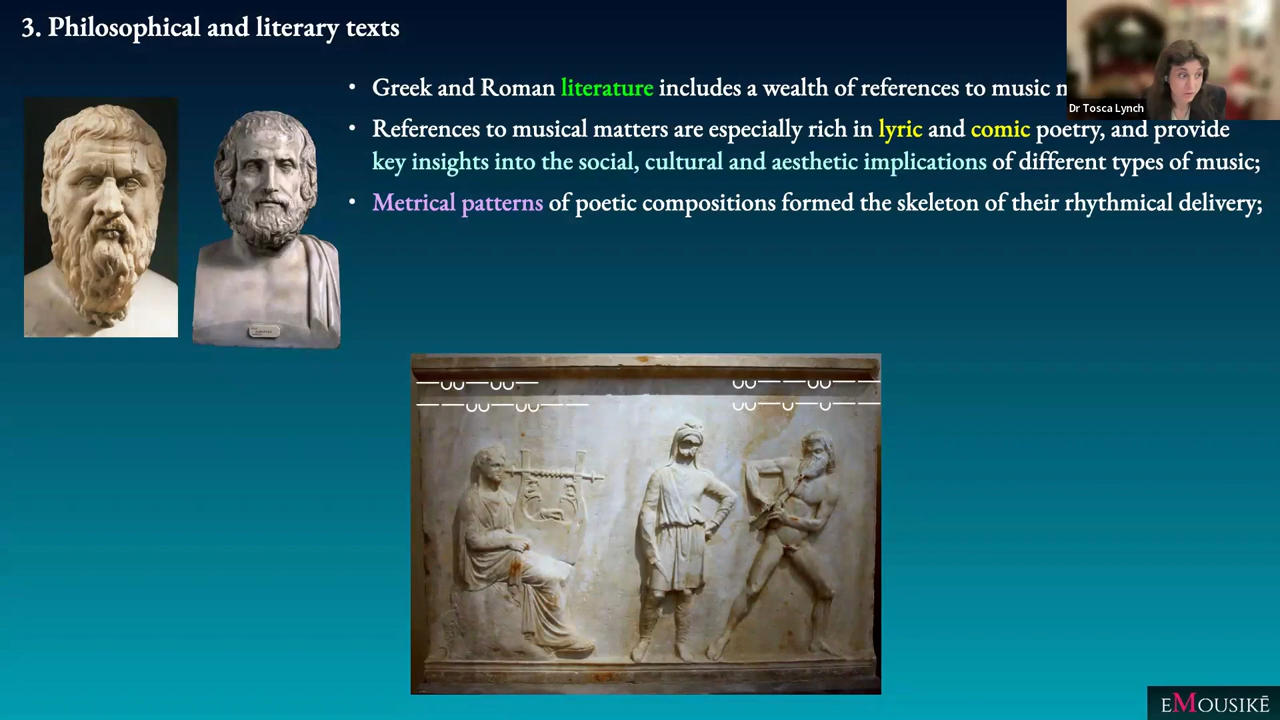 3. Philosophical and literary texts
• Greek and Roman literature includes a wealth of references to music
Dr Tosca Lynch
• References to musical matters are especially rich in lyric and comic poetry, and provide
key insights into the social, cultural and aesthetic implications of different types of music;
• Metrical patterns of poetic compositions formed the skeleton of their rhythmical delivery;
EMOUSIKĒ